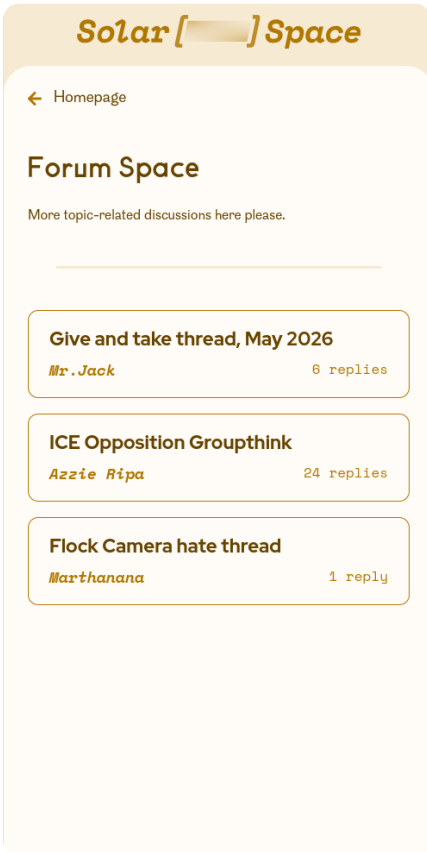 Solar [ ] Space
← Homepage
Forum Space
More topic-related discussions here please.
Give and take thread, May 2026
Mr.Jack 6 replies
ICE Opposition Groupthink
Azzie Ripa 24 replies
Flock Camera hate thread
Marthanana 1 reply